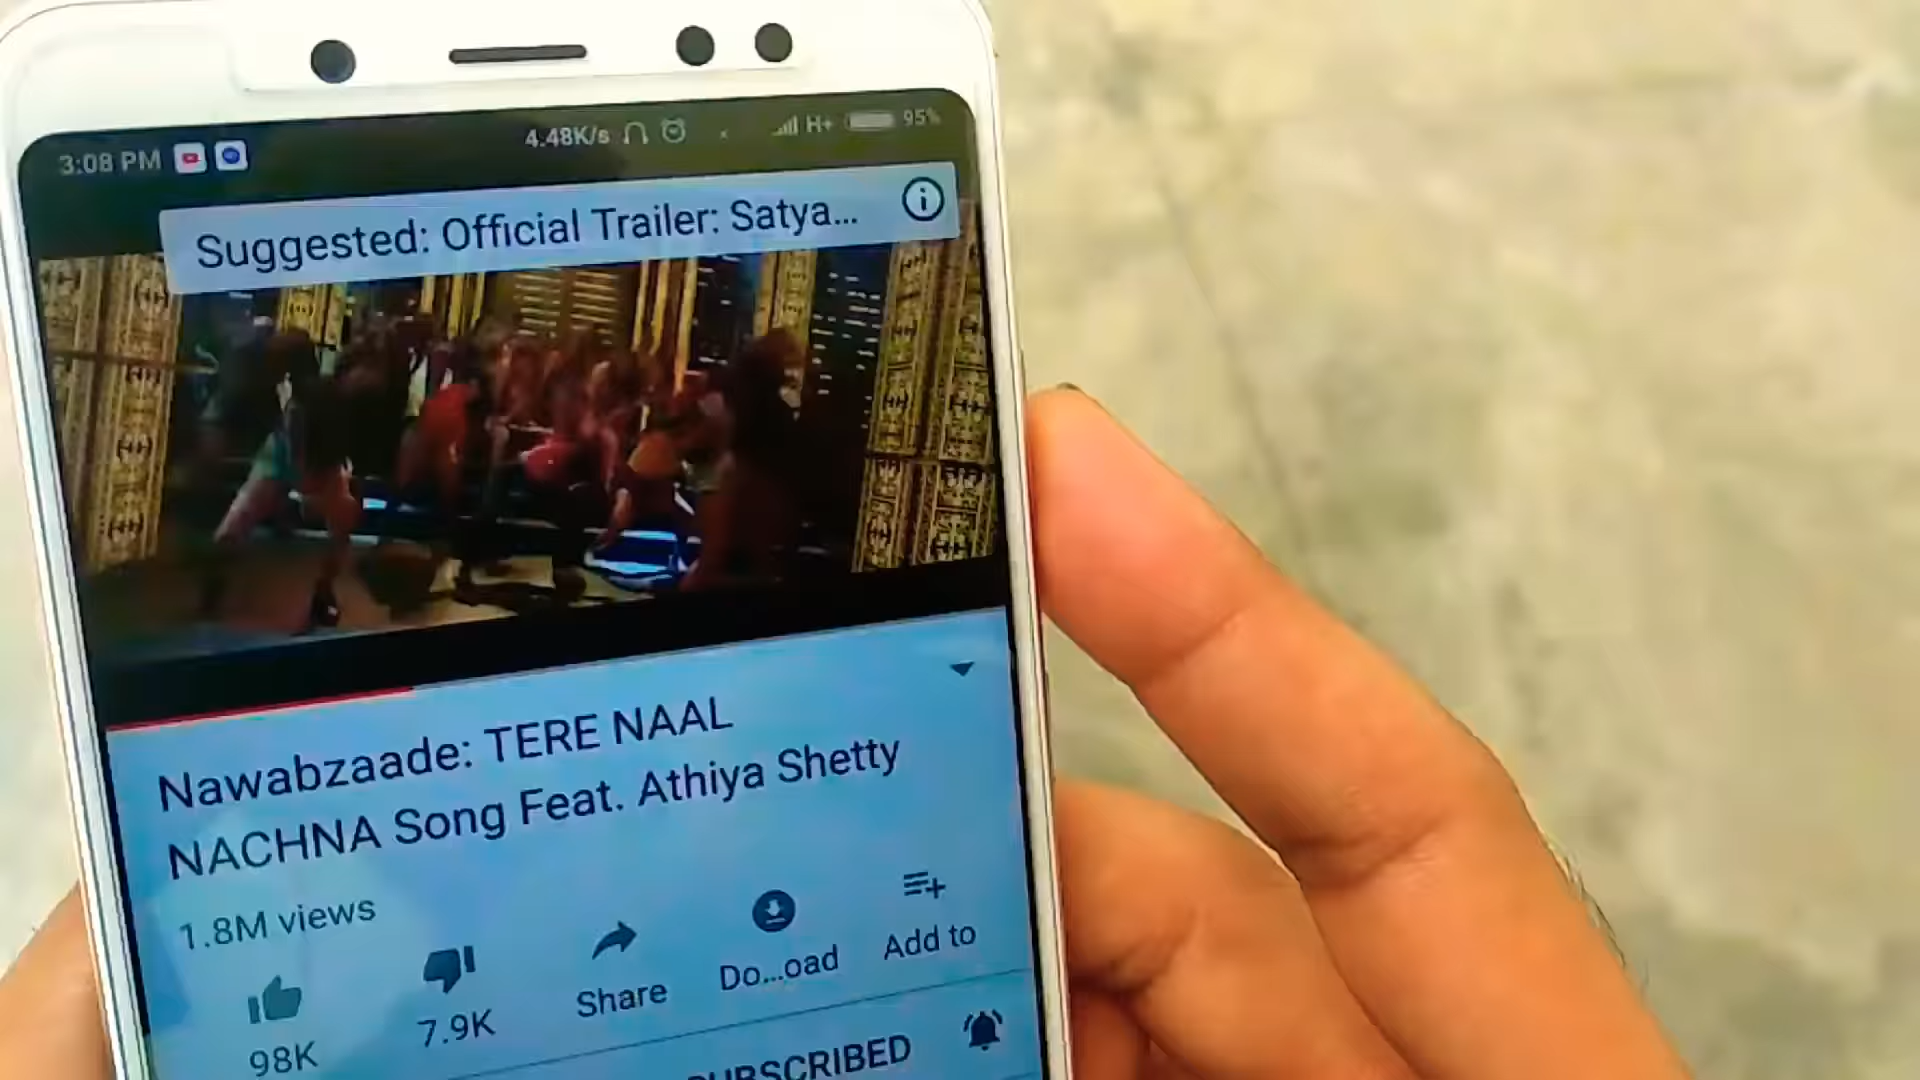 3:08 PM 4.48K/s H+ 95%
Suggested: Official Trailer: Satya...
Nawabzaade: TERE NAAL
NACHNA Song Feat. Athiya Shetty
1.8M views
98K 7.9K Share Do...oad Add to
UBSCRIBED